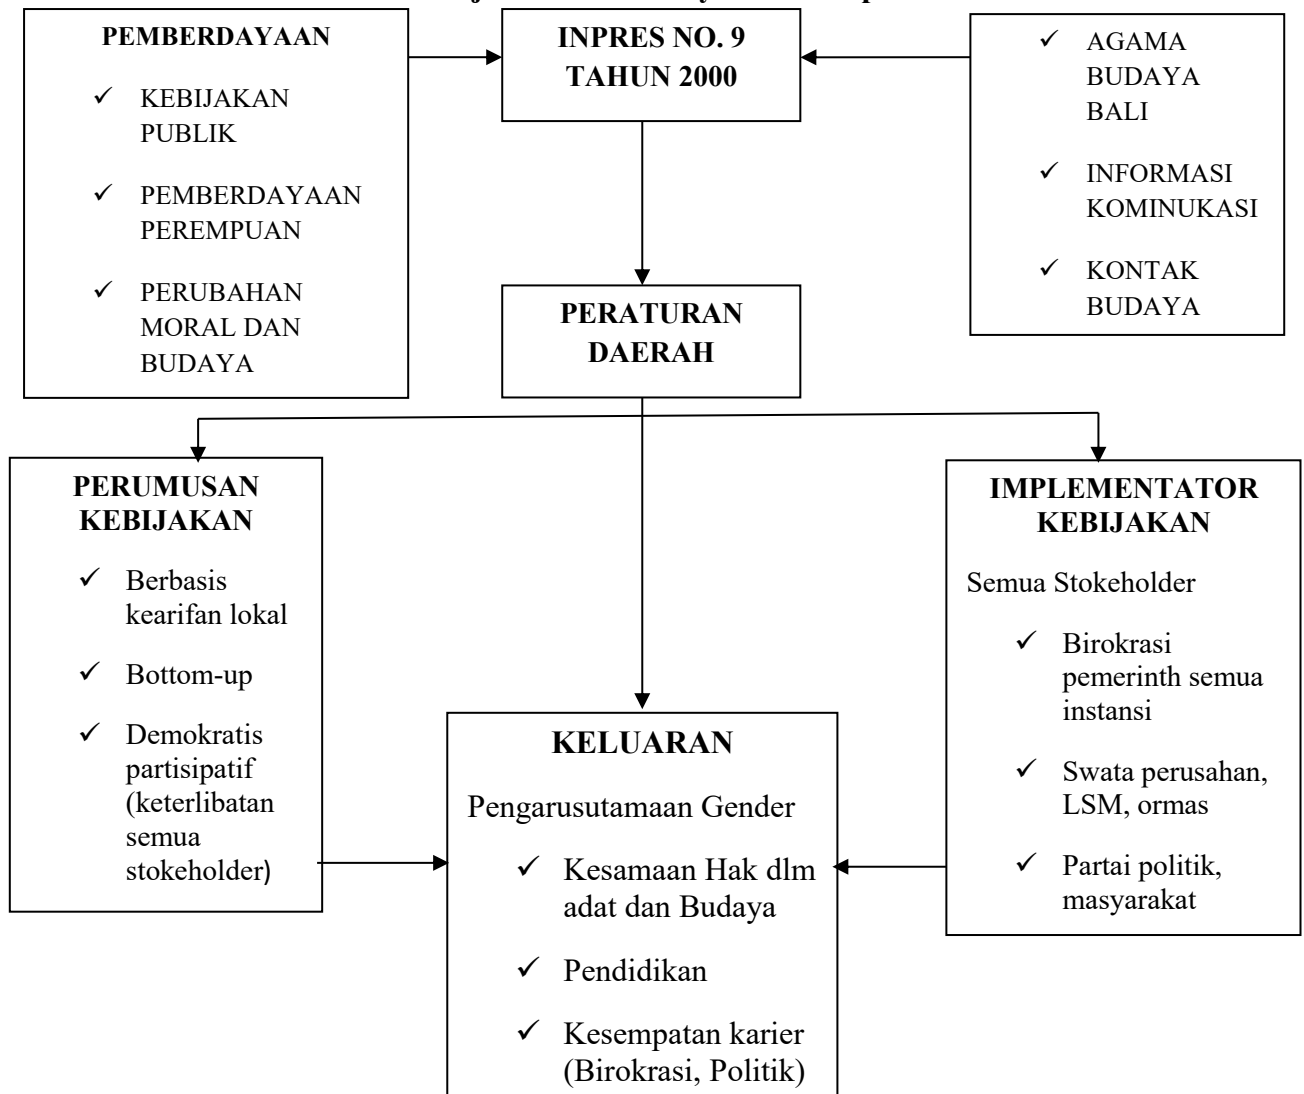 PEMBERDAYAAN
✓ KEBIJAKAN
PUBLIK
✓ PEMBERDAYAAN
PEREMPUAN
✓ PERUBAHAN
MORAL DAN
BUDAYA
INPRES NO. 9
TAHUN 2000
✓ AGAMA
BUDAYA
BALI
✓ INFORMASI
KOMINUKASI
✓ KONTAK
BUDAYA
PERATURAN
DAERAH
PERUMUSAN
KEBIJAKAN
✓ Berbasis
kearifan lokal
✓ Bottom-up
✓ Demokratis
partisipatif
(keterlibatan
semua
stokeholder)
KELUARAN
Pengarusutamaan Gender
✓ Kesamaan Hak dlm
adat dan Budaya
✓ Pendidikan
✓ Kesempatan karier
(Birokrasi, Politik)
IMPLEMENTATOR
KEBIJAKAN
Semua Stokeholder
✓ Birokrasi
pemerinth semua
instansi
✓ Swata perusahan,
LSM, ormas
✓ Partai politik,
masyarakat